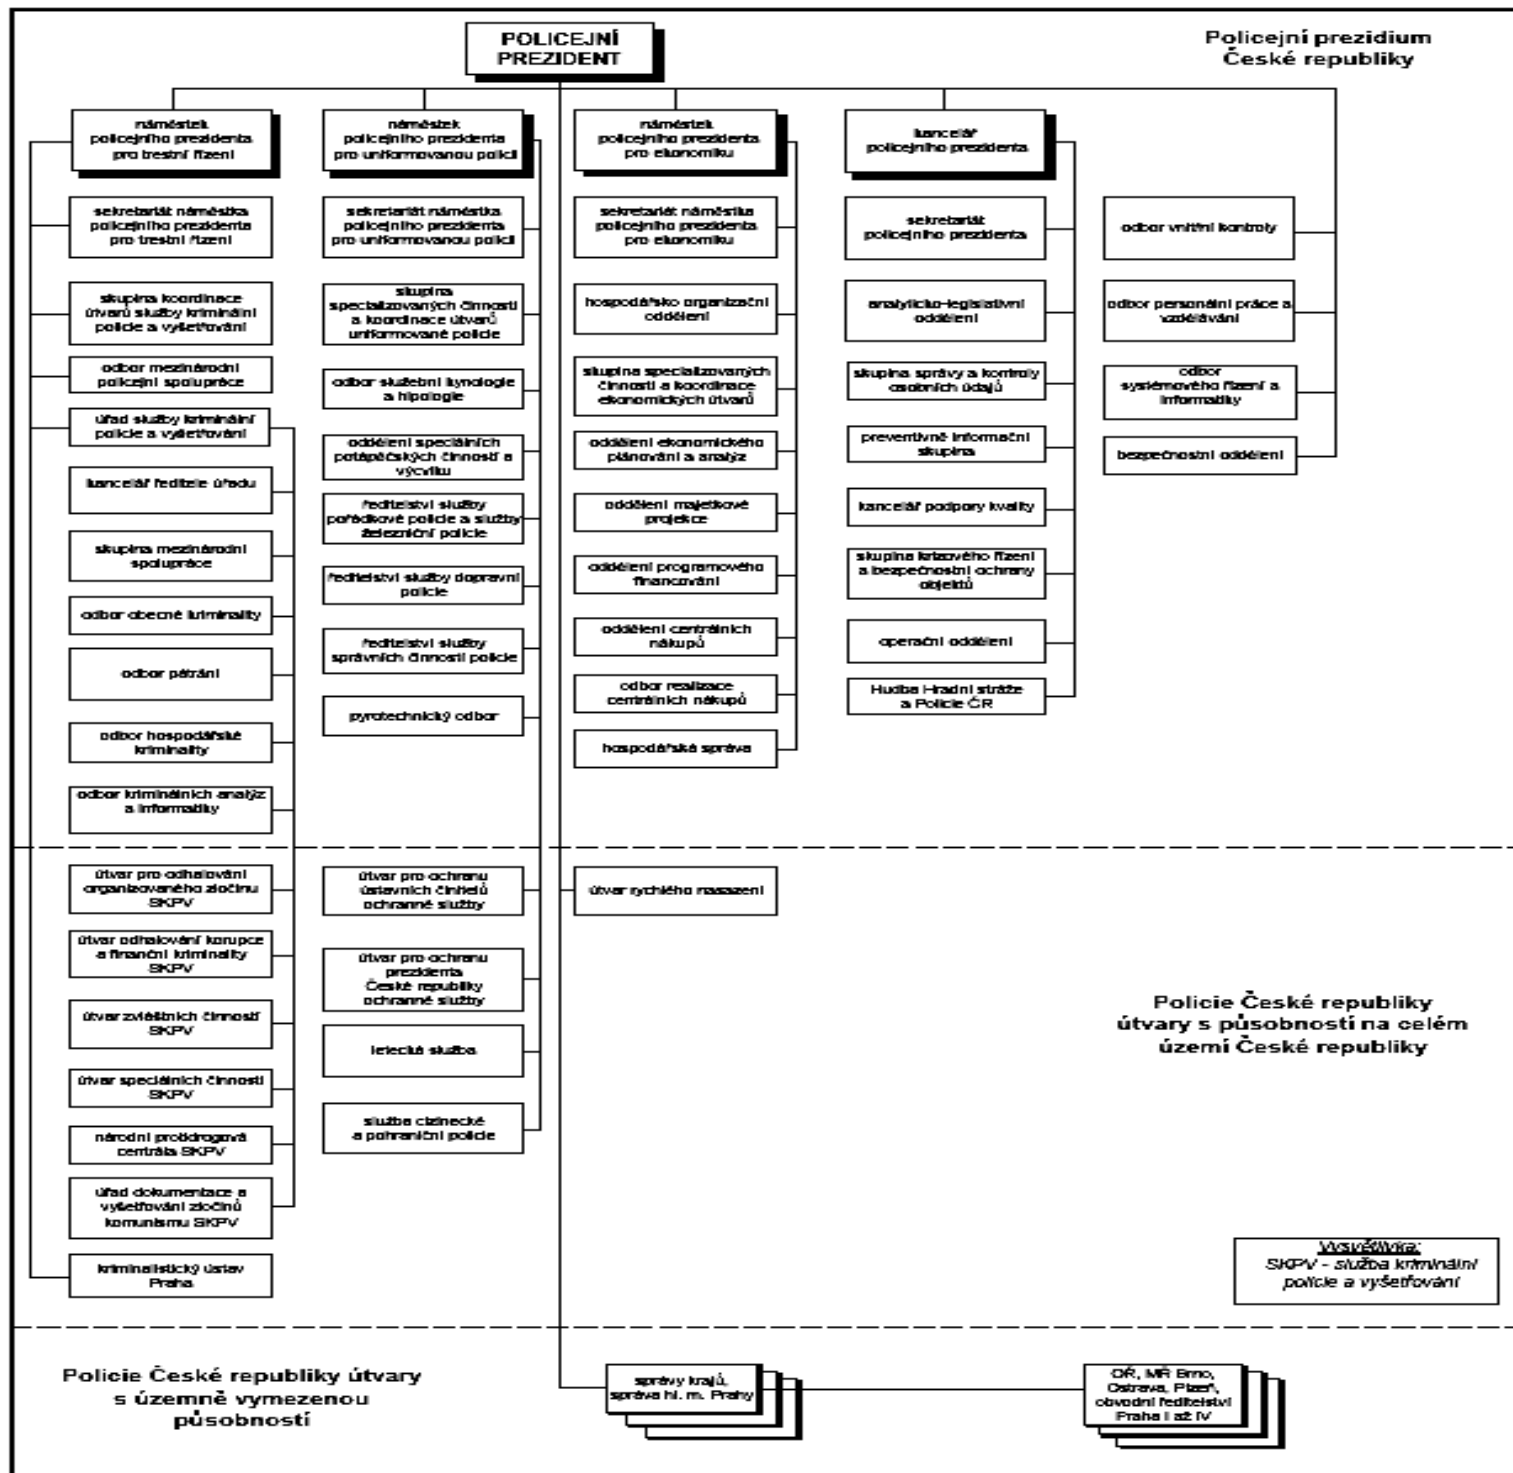 POLICEJNÍ
PREZIDENT
Policejní prezidium
České republiky
náměstek
policejního prezidenta
pro trestní řízení
náměstek
policejního prezidenta
pro uniformovanou policii
náměstek
policejního prezidenta
pro ekonomiku
kancelář
policejního prezidenta
sekretariát náměstka
policejního prezidenta
pro trestní řízení
skupina koordinace
útvarů služby kriminální
policie a vyšetřování
odbor mezinárodní
policejní spolupráce
úřad služby kriminální
policie a vyšetřování
kancelář ředitele úřadu
skupina mezinárodní
spolupráce
odbor obecné kriminality
odbor pátrání
odbor hospodářské
kriminality
odbor kriminálních analýz
a informatiky
sekretariát náměstka
policejního prezidenta
pro uniformovanou policii
skupina
specializovaných činností
a koordinace útvarů
uniformované policie
odbor služební kynologie
a hipologie
oddělení speciálních
potápěčských činností a
výcviku
ředitelství služby
pořádkové policie a služby
železniční policie
ředitelství služby dopravní
policie
ředitelství služby
správních činností policie
pyrotechnický odbor
sekretariát náměstka
policejního prezidenta
pro ekonomiku
hospodářsko organizační
oddělení
skupina specializovaných
činností a koordinace
ekonomických útvarů
oddělení ekonomického
plánování a analýz
oddělení majetkové
projekce
oddělení programového
financování
oddělení centrálních
nákupů
odbor realizace
centrálních nákupů
hospodářská správa
sekretariát
policejního prezidenta
analyticko-legislativní
oddělení
skupina správy a kontroly
osobních údajů
preventivně informační
skupina
kancelář podpory kvality
skupina krizového řízení
a bezpečnostní ochrany
objektů
operační oddělení
Hudba Hradní stráže
a Policie ČR
odbor vnitřní kontroly
odbor personální práce a
vzdělávání
odbor
systémového řízení a
informatiky
bezpečnostní oddělení
útvar pro odhalování
organizovaného zločinu
SKPV
útvar odhalování korupce
a finanční kriminality
SKPV
útvar zvláštních činností
SKPV
útvar speciálních činností
SKPV
národní protidrogová
centrála SKPV
úřad dokumentace a
vyšetřování zločinů
komunismu SKPV
kriminalistický ústav
Praha
útvar pro ochranu
ústavních činitelů
ochranné služby
útvar pro ochranu
prezidenta
České republiky
ochranné služby
letecká služba
služba cizinecké
a pohraniční policie
útvar rychlého nasazení
Policie České republiky
útvary s působností na celém
území České republiky
Vysvětlivka:
SKPV - služba kriminální
policie a vyšetřování
Policie České republiky útvary
s územně vymezenou
působností
správy krajů,
správa hl. m. Prahy
OŘ, MŘ Brno,
Ostrava, Plzeň,
obvodní ředitelství
Praha I až IV